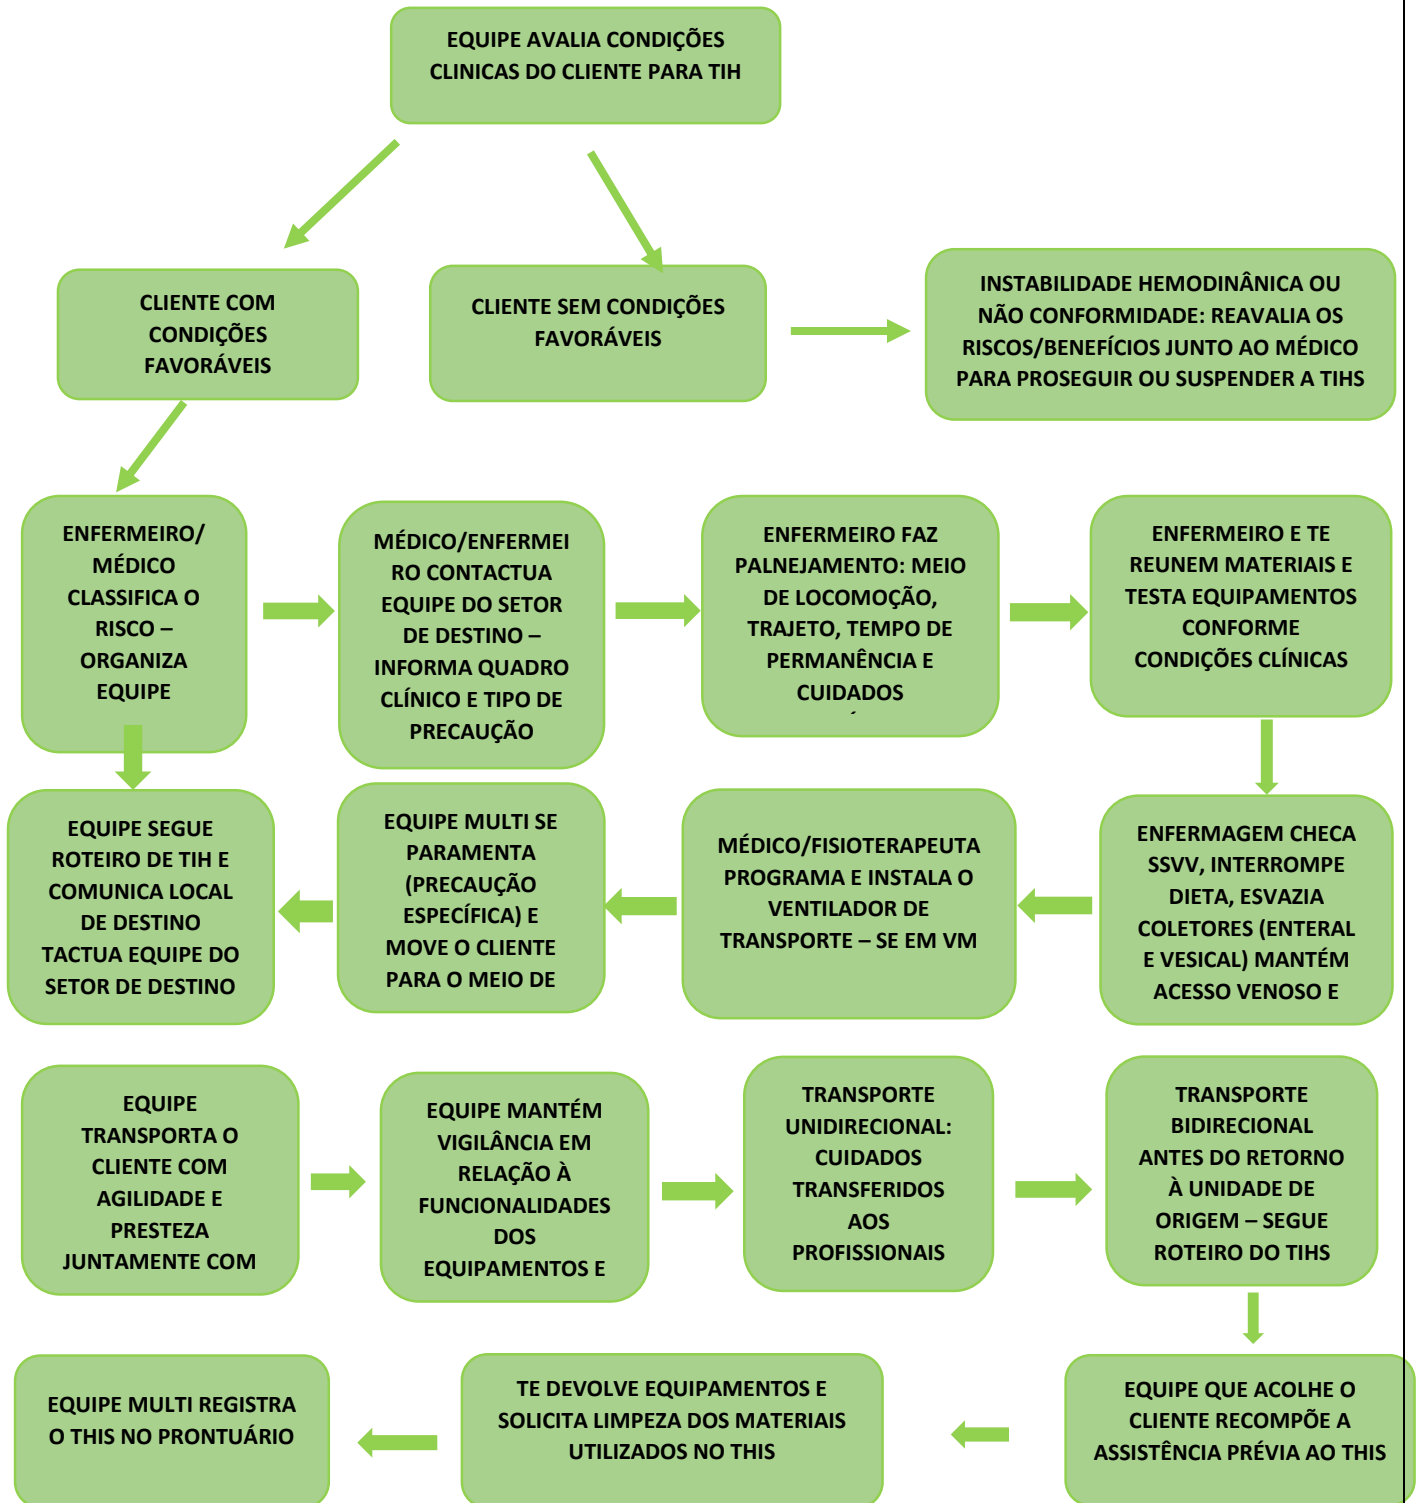 EQUIPE AVALIA CONDIÇÕES
CLINICAS DO CLIENTE PARA TIH
CLIENTE COM
CONDIÇÕES
FAVORÁVEIS
CLIENTE SEM CONDIÇÕES
FAVORÁVEIS
INSTABILIDADE HEMODINÂNICA OU
NÃO CONFORMIDADE: REAVALIA OS
RISCOS/BENEFÍCIOS JUNTO AO MÉDICO
PARA PROSEGUIR OU SUSPENDER A TIHS
ENFERMEIRO/
MÉDICO
CLASSIFICA O
RISCO –
ORGANIZA
EQUIPE
MÉDICO/ENFERMEI
RO CONTACTUA
EQUIPE DO SETOR
DE DESTINO –
INFORMA QUADRO
CLÍNICO E TIPO DE
PRECAUÇÃO
ENFERMEIRO FAZ
PALNEJAMENTO: MEIO
DE LOCOMOÇÃO,
TRAJETO, TEMPO DE
PERMANÊNCIA E
CUIDADOS
ENFERMEIRO E TE
REUNEM MATERIAIS E
TESTA EQUIPAMENTOS
CONFORME
CONDIÇÕES CLÍNICAS
EQUIPE SEGUE
ROTEIRO DE TIH E
COMUNICA LOCAL
DE DESTINO
TACTUA EQUIPE DO
SETOR DE DESTINO
EQUIPE MULTI SE
PARAMENTA
(PRECAUÇÃO
ESPECÍFICA) E
MOVE O CLIENTE
PARA O MEIO DE
MÉDICO/FISIOTERAPEUTA
PROGRAMA E INSTALA O
VENTILADOR DE
TRANSPORTE – SE EM VM
ENFERMAGEM CHECA
SSVV, INTERROMPE
DIETA, ESVAZIA
COLETORES (ENTERAL
E VESICAL) MANTÉM
ACESSO VENOSO E
EQUIPE
TRANSPORTA O
CLIENTE COM
AGILIDADE E
PRESTEZA
JUNTAMENTE COM
EQUIPE MANTÉM
VIGILÂNCIA EM
RELAÇÃO À
FUNCIONALIDADES
DOS
EQUIPAMENTOS E
TRANSPORTE
UNIDIRECIONAL:
CUIDADOS
TRANSFERIDOS
AOS
PROFISSIONAIS
TRANSPORTE
BIDIRECIONAL
ANTES DO RETORNO
À UNIDADE DE
ORIGEM – SEGUE
ROTEIRO DO TIHS
EQUIPE MULTI REGISTRA
O THIS NO PRONTUÁRIO
TE DEVOLVE EQUIPAMENTOS E
SOLICITA LIMPEZA DOS MATERIAIS
UTILIZADOS NO THIS
EQUIPE QUE ACOLHE O
CLIENTE RECOMPÕE A
ASSISTÊNCIA PRÉVIA AO THIS